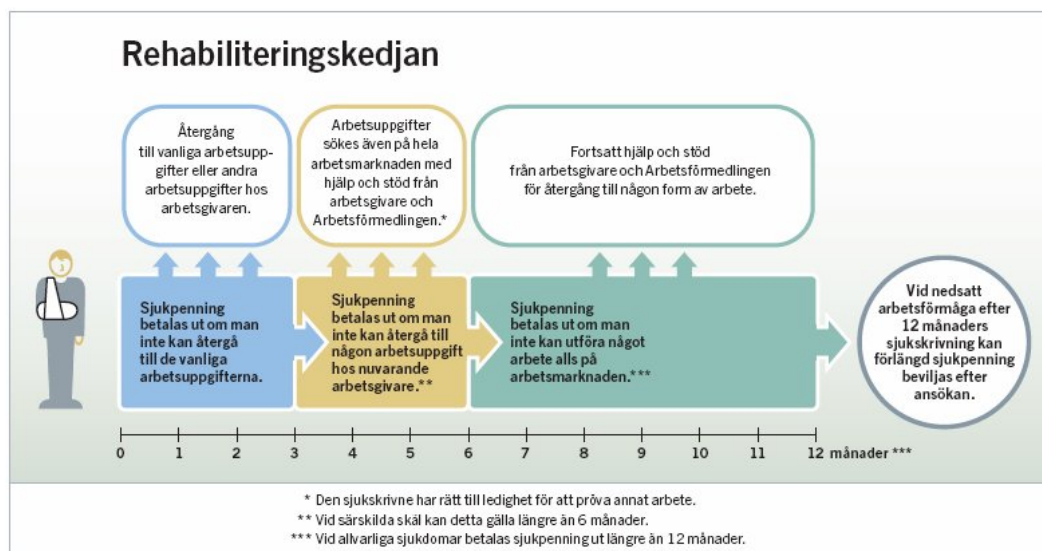 Rehabiliteringskedjan
Återgång
till vanliga arbetsupp-
gifter eller andra
arbetsuppgifter hos
arbetsgivaren.
Arbetsuppgifter
sökes även på hela
arbetsmarknaden med
hjälp och stöd från
arbetsgivare och
Arbetsförmedlingen.*
Fortsatt hjälp och stöd
från arbetsgivare och Arbetsförmedlingen
för återgång till någon form av arbete.
Sjukpenning
betalas ut om man
inte kan återgå
till de vanliga
arbetsuppgifterna.
Sjukpenning
betalas ut om man
inte kan återgå till
någon arbetsuppgift
hos nuvarande
arbetsgivare.**
Sjukpenning
betalas ut om man
inte kan utföra något
arbete alls på
arbetsmarknaden.***
Vid nedsatt
arbetsförmåga efter
12 månaders
sjukskrivning kan
förlängd sjukpenning
beviljas efter
ansökan.
0 1 2 3 4 5 6 7 8 9 10 11 12 månader ***
* Den sjukskrivne har rätt till ledighet för att pröva annat arbete.
** Vid särskilda skäl kan detta gälla längre än 6 månader.
*** Vid allvarliga sjukdomar betalas sjukpenning ut längre än 12 månader.